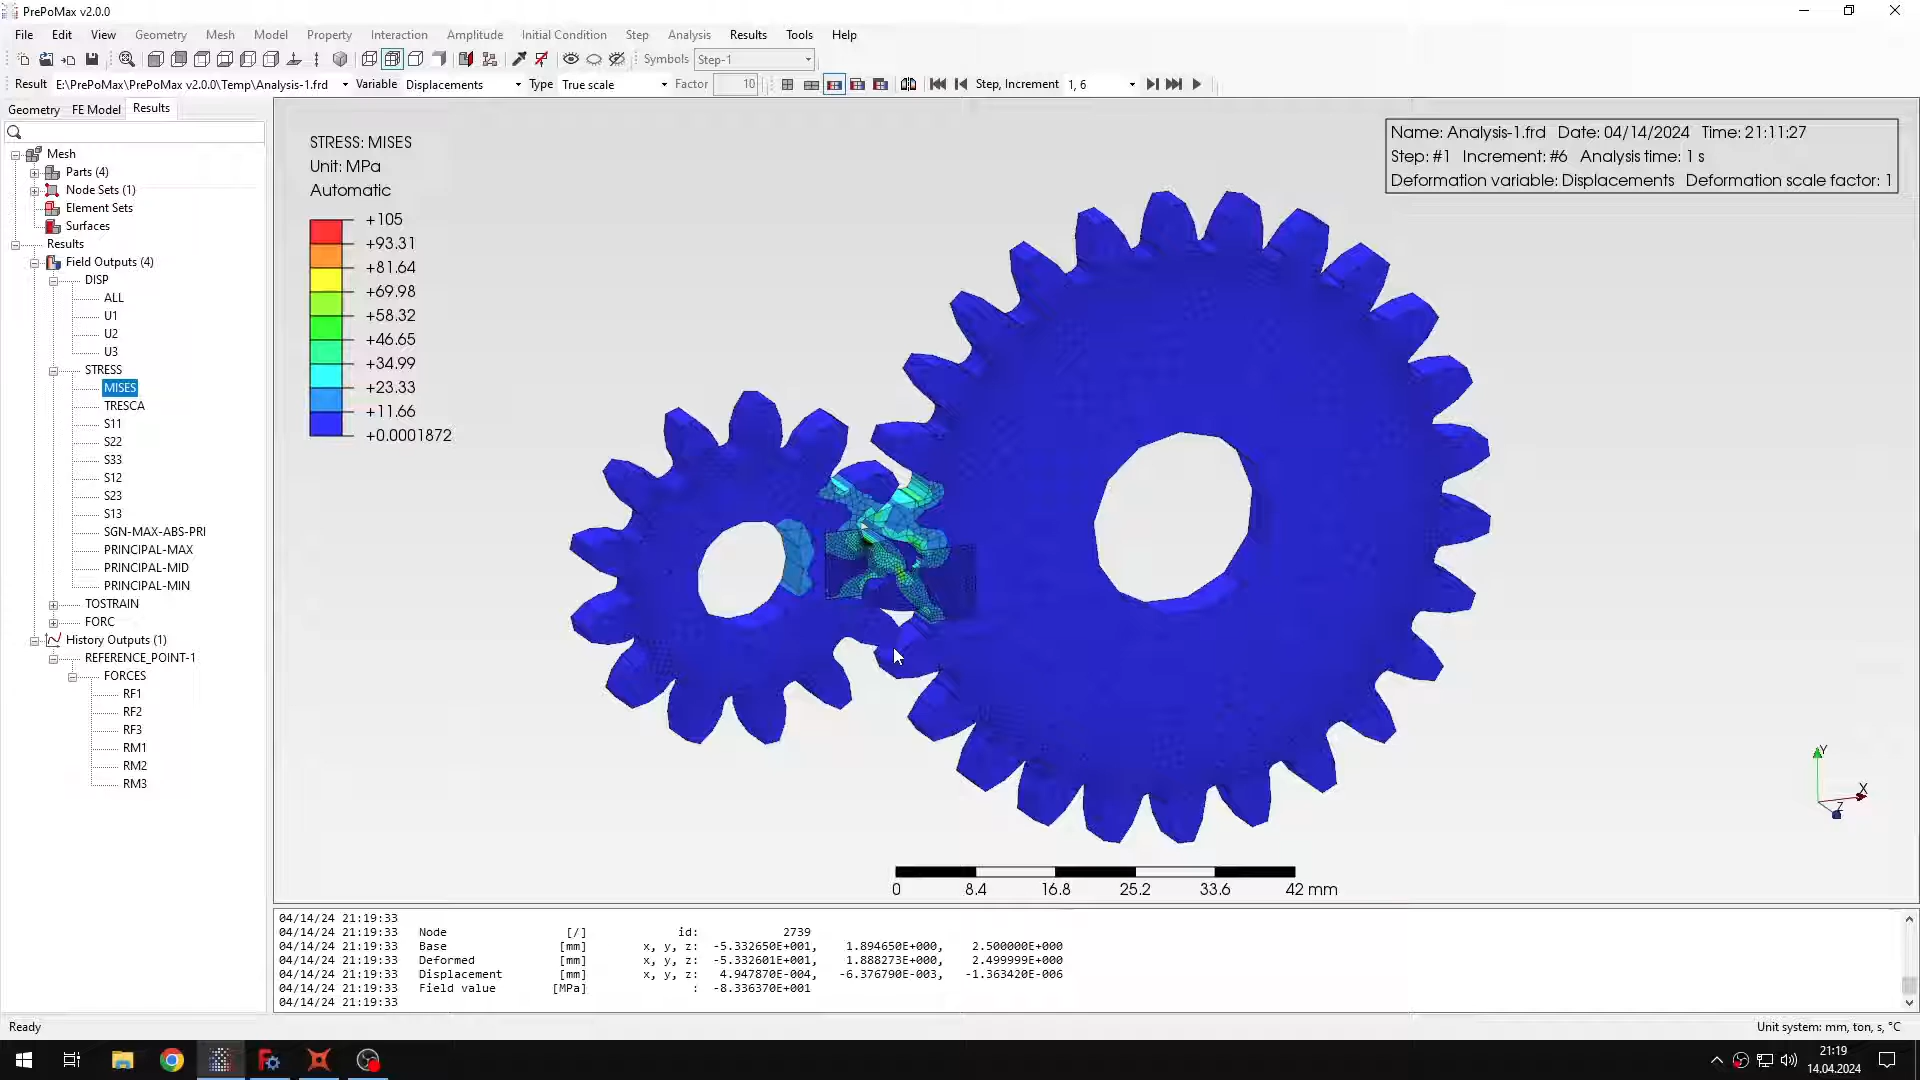 PrePoMax v2.0.0
File Edit View Geometry Mesh Model Property Interaction Amplitude Initial Condition Step Analysis Results Tools Help
Symbols Step-1
Result E:\PrePoMax\PrePoMax v2.0.0\Temp\Analysis-1.frd Variable Displacements Type True scale Factor 10 Step, Increment 1, 6
Geometry FE Model Results
Mesh
Parts (4)
Node Sets (1)
Element Sets
Surfaces
Results
Field Outputs (4)
DISP
ALL
U1
U2
U3
STRESS
MISES
TRESCA
S11
S22
S33
S12
S23
S13
SGN-MAX-ABS-PRI
PRINCIPAL-MAX
PRINCIPAL-MID
PRINCIPAL-MIN
TOSTRAIN
FORC
History Outputs (1)
REFERENCE_POINT-1
FORCES
RF1
RF2
RF3
RM1
RM2
RM3
STRESS: MISES
Unit: MPa
Automatic
+105
+93.31
+81.64
+69.98
+58.32
+46.65
+34.99
+23.33
+11.66
+0.0001872
Name: Analysis-1.frd Date: 04/14/2024 Time: 21:11:27
Step: #1 Increment: #6 Analysis time: 1 s
Deformation variable: Displacements Deformation scale factor: 1
Y
X
Z
0 8.4 16.8 25.2 33.6 42 mm
04/14/24 21:19:33
04/14/24 21:19:33 Node [/] id: 2739
04/14/24 21:19:33 Base [mm] x, y, z: -5.332650E+001, 1.894650E+000, 2.500000E+000
04/14/24 21:19:33 Deformed [mm] x, y, z: -5.332601E+001, 1.888273E+000, 2.499999E+000
04/14/24 21:19:33 Displacement [mm] x, y, z: 4.947870E-004, -6.376790E-003, -1.363420E-006
04/14/24 21:19:33 Field value [MPa] : -8.336370E+001
04/14/24 21:19:33
Ready
Unit system: mm, ton, s, °C
21:19
14.04.2024